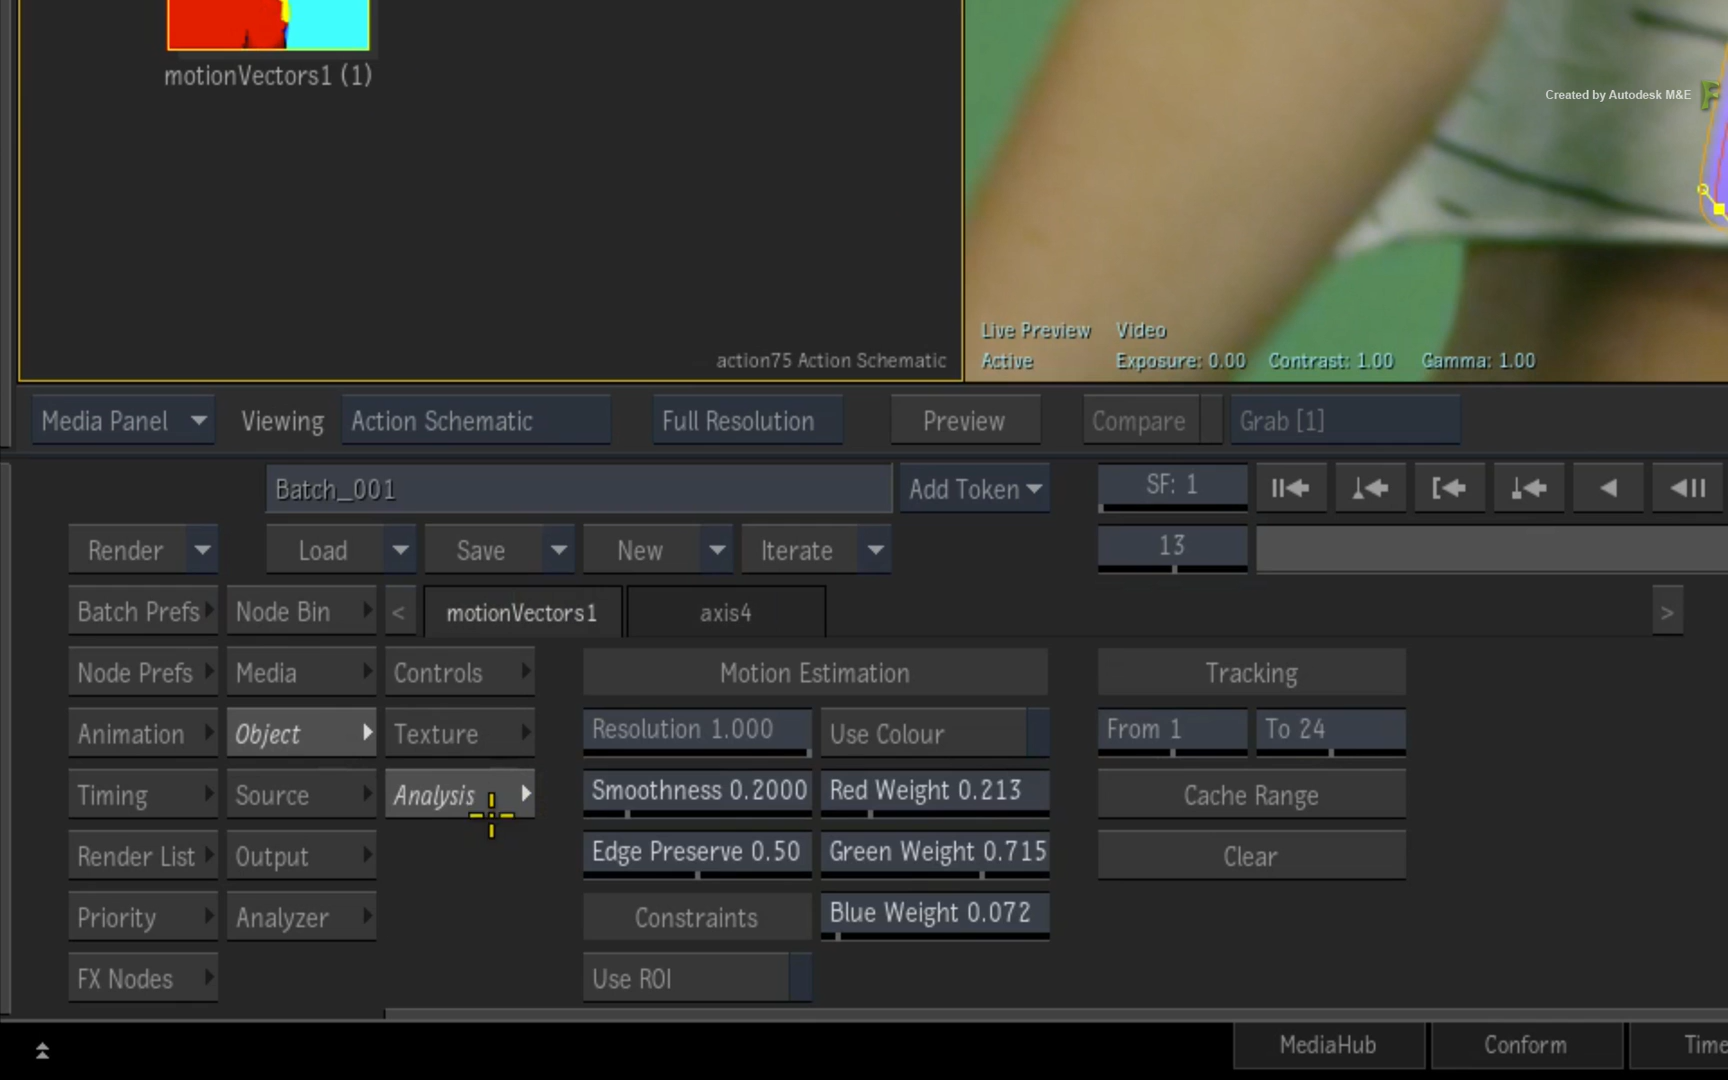 motionVectors1 (1)
Created by Autodesk M&E
Live Preview Video
action75 Action Schematic
Active Exposure: 0.00 Contrast: 1.00 Gamma: 1.00
Media Panel Viewing Action Schematic Full Resolution Preview Compare Grab [1]
Batch_001 Add Token SF: 1
Render Load Save New Iterate 13
Batch Prefs Node Bin < motionVectors1 axis4 >
Node Prefs Media Controls Motion Estimation Tracking
Animation Object Texture Resolution 1.000 Use Colour From 1 To 24
Timing Source Analysis Smoothness 0.2000 Red Weight 0.213 Cache Range
Render List Output Edge Preserve 0.50 Green Weight 0.715 Clear
Priority Analyzer Constraints Blue Weight 0.072
FX Nodes Use ROI
MediaHub Conform Time